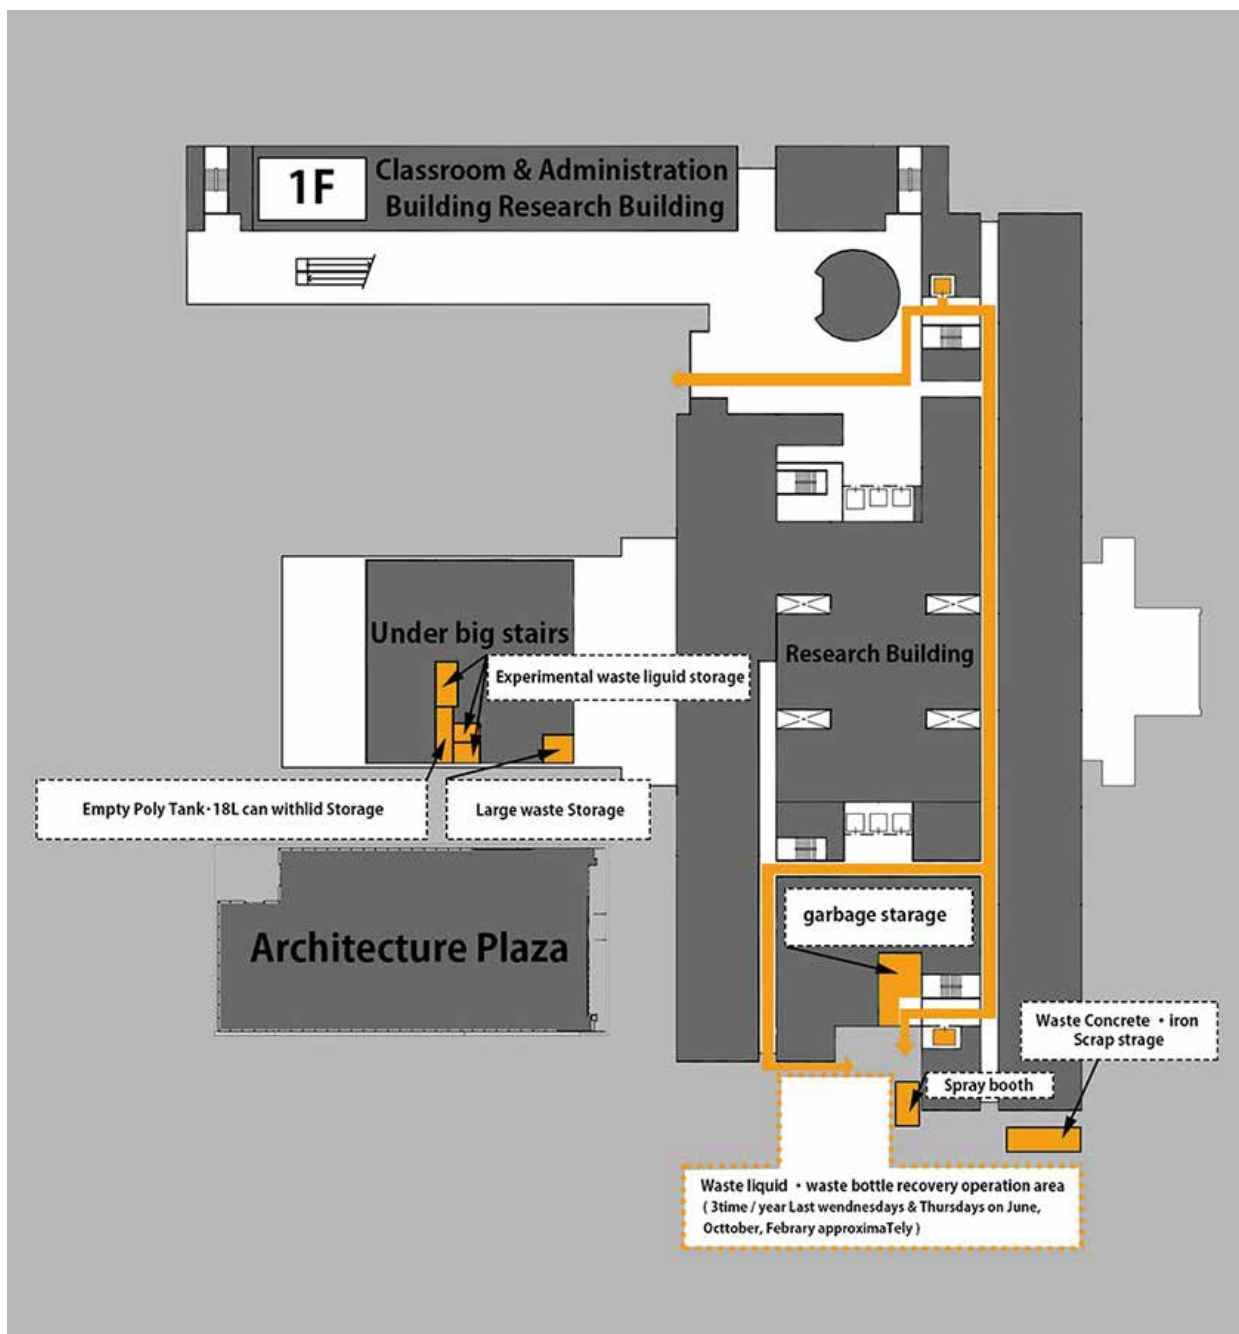 1F
Classroom & Administration
Building Research Building
Under big stairs
Experimental waste liguid storage
Research Building
Empty Poly Tank･18L can withlid Storage
Large waste Storage
garbage starage
Architecture Plaza
Waste Concrete ・iron
Scrap strage
Spray booth
Waste liquid ・waste bottle recovery operation area
( 3time / year Last wendnesdays & Thursdays on June,
Octtober, Febrary approximaTely )